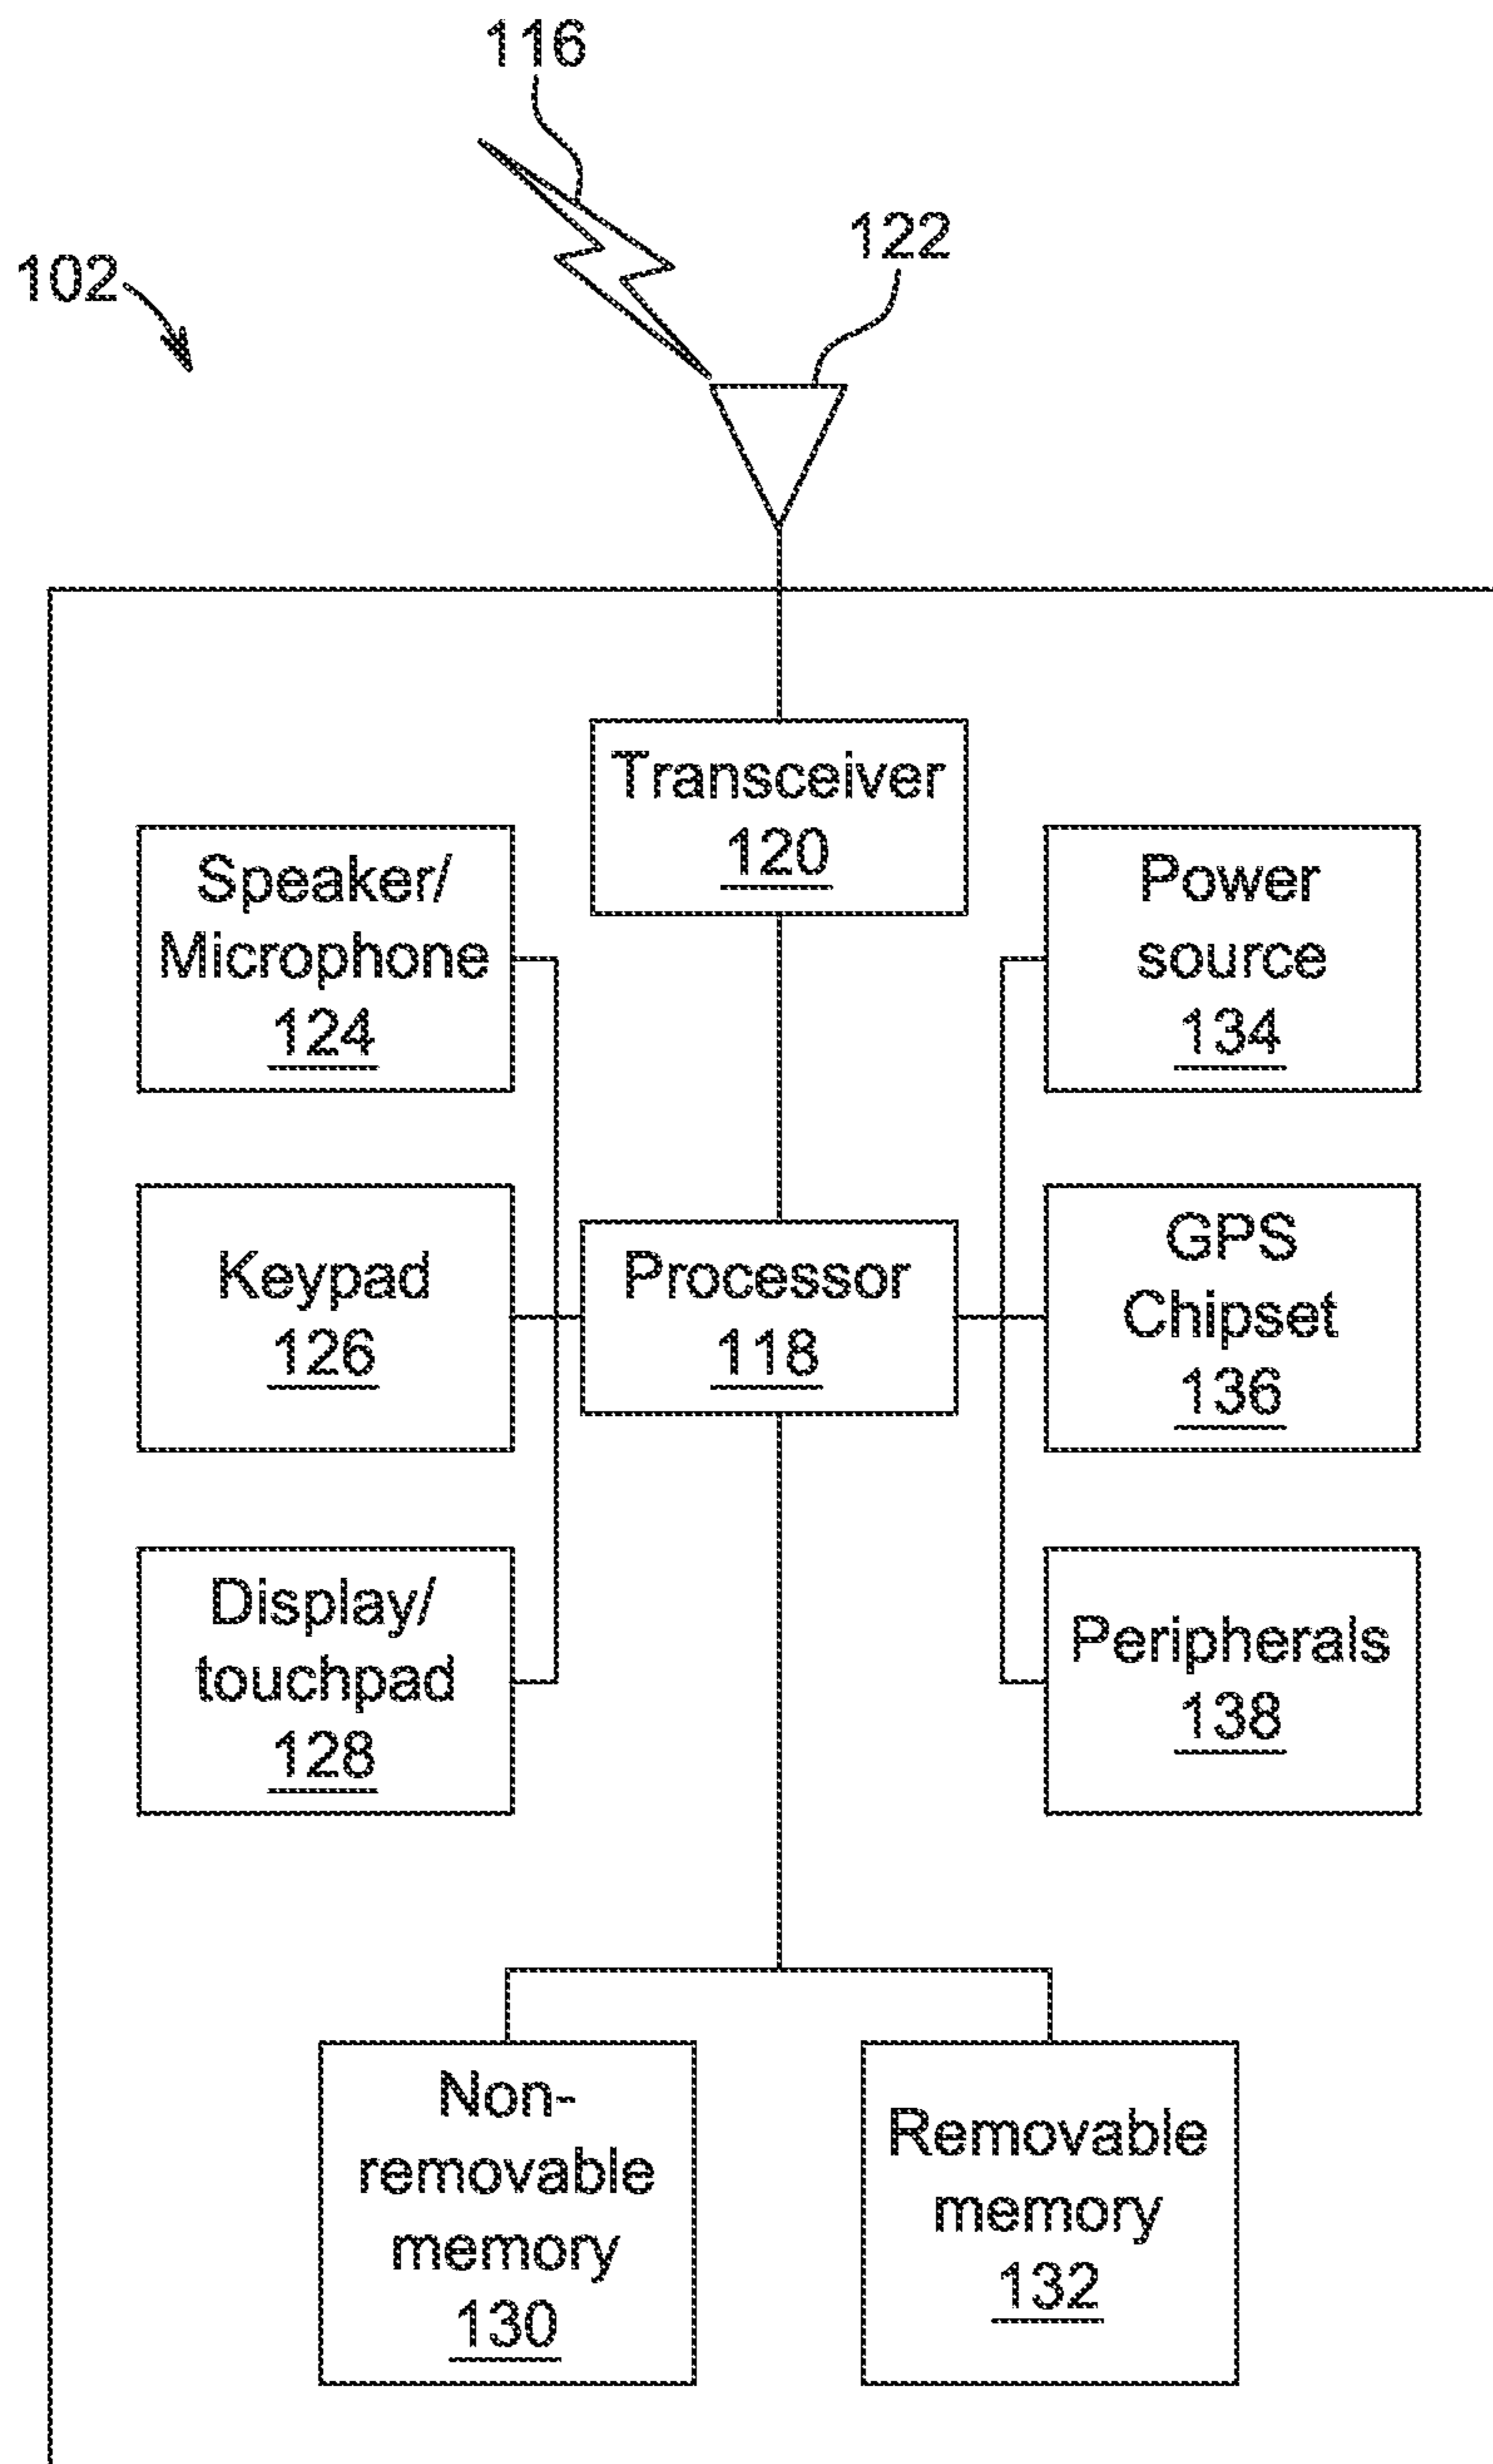 116
122
102
Transceiver
120
Speaker/
Microphone
124
Power
source
134
Keypad
126
Processor
118
GPS
Chipset
136
Display/
touchpad
128
Peripherals
138
Non-
removable
memory
130
Removable
memory
132